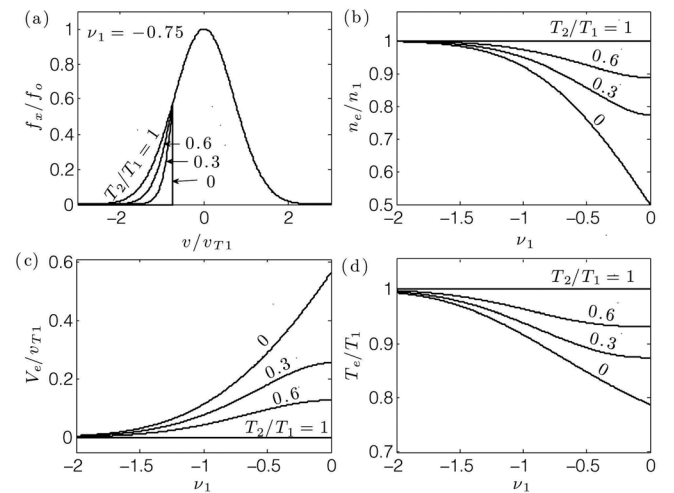 (a)
ν1 = −0.75
fx/fo
1
0.8
0.6
0.4
0.2
0
T2/T1 = 1
0.6
0.3
0
−2 0 2
v/vT1
(b)
T2/T1 = 1
ne/n1
1
0.9
0.8
0.7
0.6
0.5
0.6
0.3
0
−2 −1.5 −1 −0.5 0
ν1
(c)
Ve/vT1
0.6
0.4
0.2
0
0
0.3
0.6
T2/T1 = 1
−2 −1.5 −1 −0.5 0
ν1
(d)
T2/T1 = 1
Te/T1
1
0.9
0.8
0.7
0.6
0.3
0
−2 −1.5 −1 −0.5 0
ν1